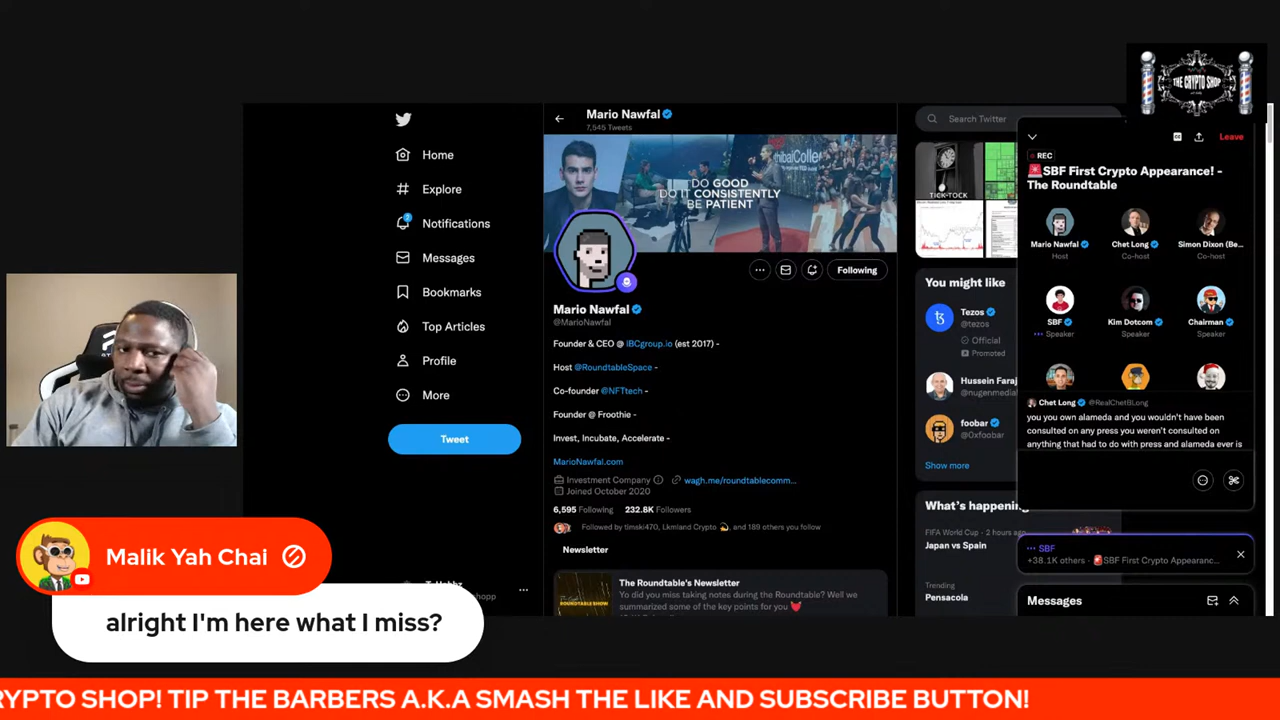 THE CRYPTO SHOP
Home
Explore
2
Notifications
Messages
Bookmarks
Top Articles
Profile
More
Tweet
Mario Nawfal
7,545 Tweets
DO GOOD
DO IT CONSISTENTLY
BE PATIENT
Following
Mario Nawfal
@MarioNawfal
Founder & CEO @ IBCgroup.io (est 2017) -
Host @RoundtableSpace -
Co-founder @NFTtech -
Founder @ Froothie -
Invest, Incubate, Accelerate -
MarioNawfal.com
Investment Company
wagh.me/roundtablecomm...
Joined October 2020
6,595 Following 232.8K Followers
Followed by timski470, Lkmland Crypto, and 189 others you follow
Newsletter
The Roundtable's Newsletter
Yo did you miss taking notes during the Roundtable? Well we
summarized some of the key points for you
Search Twitter
TICK-TOCK
You might like
Tezos
@tezos
Official
Promoted
Hussein Faraj
@nugenmedia
foobar
@0xfoobar
Show more
What's happening
FIFA World Cup · 2 hours ago
Japan vs Spain
Trending
Pensacola
Leave
REC
SBF First Crypto Appearance! -
The Roundtable
Mario Nawfal
Host
Chet Long
Co-host
Simon Dixon (Be...
Co-host
SBF
Speaker
Kim Dotcom
Speaker
Chairman
Speaker
Chet Long @RealChetBLong
you you own alameda and you wouldn't have been
consulted on any press you weren't consulted on
anything that had to do with press and alameda ever is
SBF
+38.1K others · SBF First Crypto Appearanc...
Messages
Malik Yah Chai
alright I'm here what I miss?
RYPTO SHOP! TIP THE BARBERS A.K.A SMASH THE LIKE AND SUBSCRIBE BUTTON!